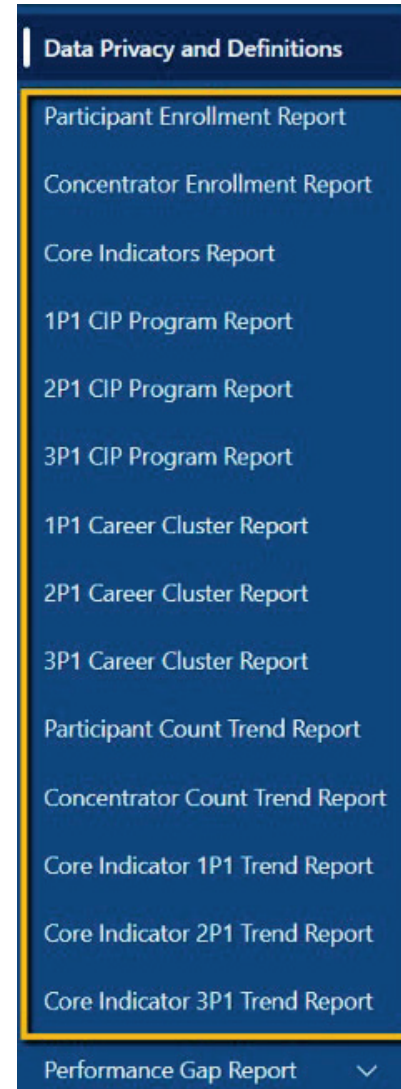 Data Privacy and Definitions
Participant Enrollment Report
Concentrator Enrollment Report
Core Indicators Report
1P1 CIP Program Report
2P1 CIP Program Report
3P1 CIP Program Report
1P1 Career Cluster Report
2P1 Career Cluster Report
3P1 Career Cluster Report
Participant Count Trend Report
Concentrator Count Trend Report
Core Indicator 1P1 Trend Report
Core Indicator 2P1 Trend Report
Core Indicator 3P1 Trend Report
Performance Gap Report